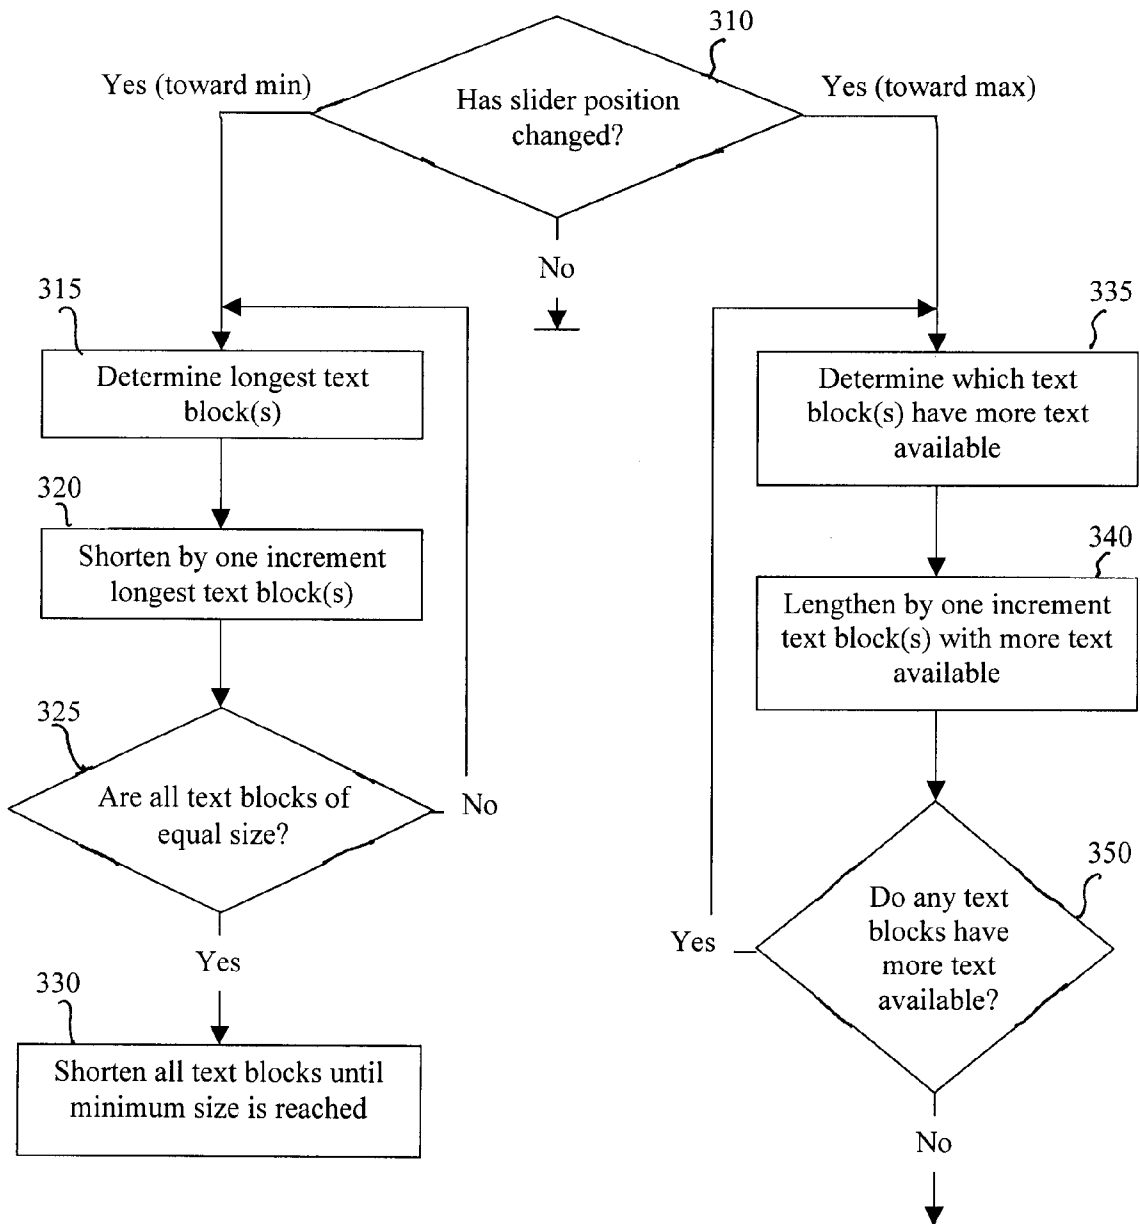 310
Yes (toward min)
Has slider position
changed?
Yes (toward max)
No
315
Determine longest text
block(s)
320
Shorten by one increment
longest text block(s)
325
Are all text blocks of
equal size?
No
Yes
330
Shorten all text blocks until
minimum size is reached
335
Determine which text
block(s) have more text
available
340
Lengthen by one increment
text block(s) with more text
available
350
Do any text
blocks have
more text
available?
Yes
No